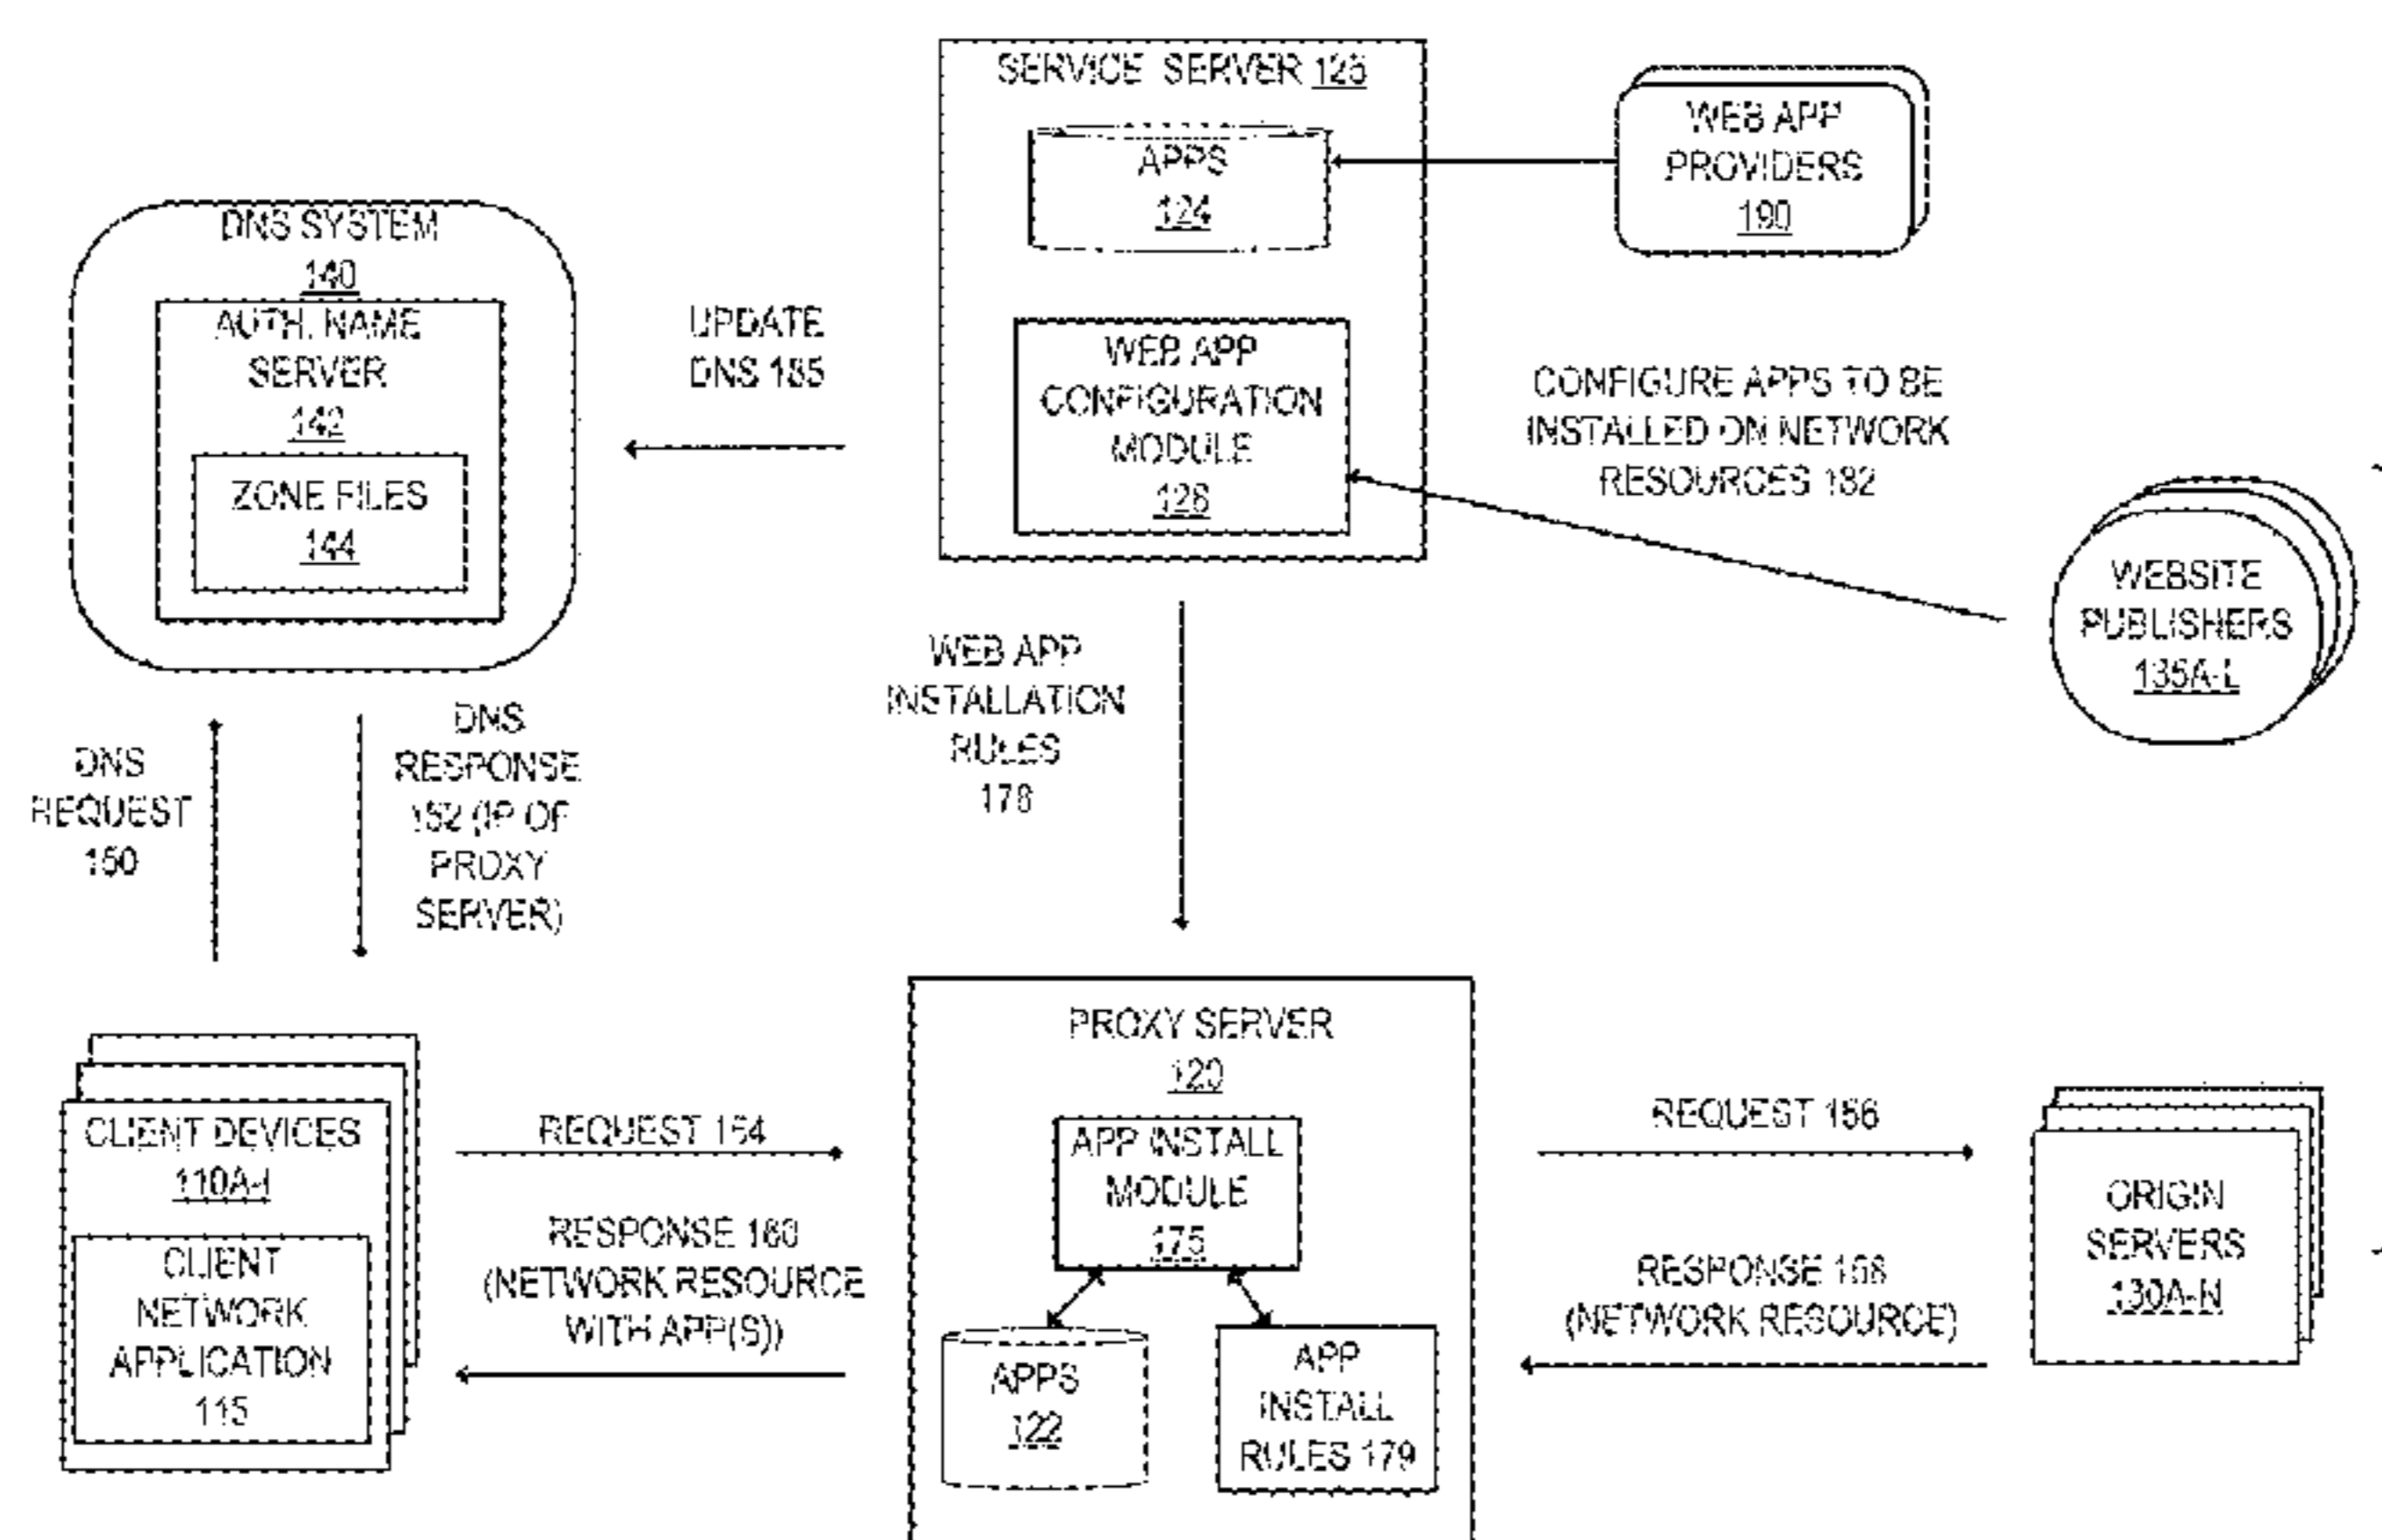 SERVICE SERVER 125
APPS
124
WEB APP
CONFIGURATION
MODULE
126
WEB APP
PROVIDERS
190
DNS SYSTEM
140
AUTH. NAME
SERVER
142
ZONE FILES
144
UPDATE
DNS 185
CONFIGURE APPS TO BE
INSTALLED ON NETWORK
RESOURCES 182
WEBSITE
PUBLISHERS
135A-L
WEB APP
INSTALLATION
RULES
178
DNS
REQUEST
150
DNS
RESPONSE
152 (IP OF
PROXY
SERVER)
CLIENT DEVICES
110A-I
CLIENT
NETWORK
APPLICATION
115
REQUEST 154
RESPONSE 160
(NETWORK RESOURCE
WITH APP(S))
PROXY SERVER
120
APP INSTALL
MODULE
175
APPS
122
APP
INSTALL
RULES 179
REQUEST 156
RESPONSE 158
(NETWORK RESOURCE)
ORIGIN
SERVERS
130A-N